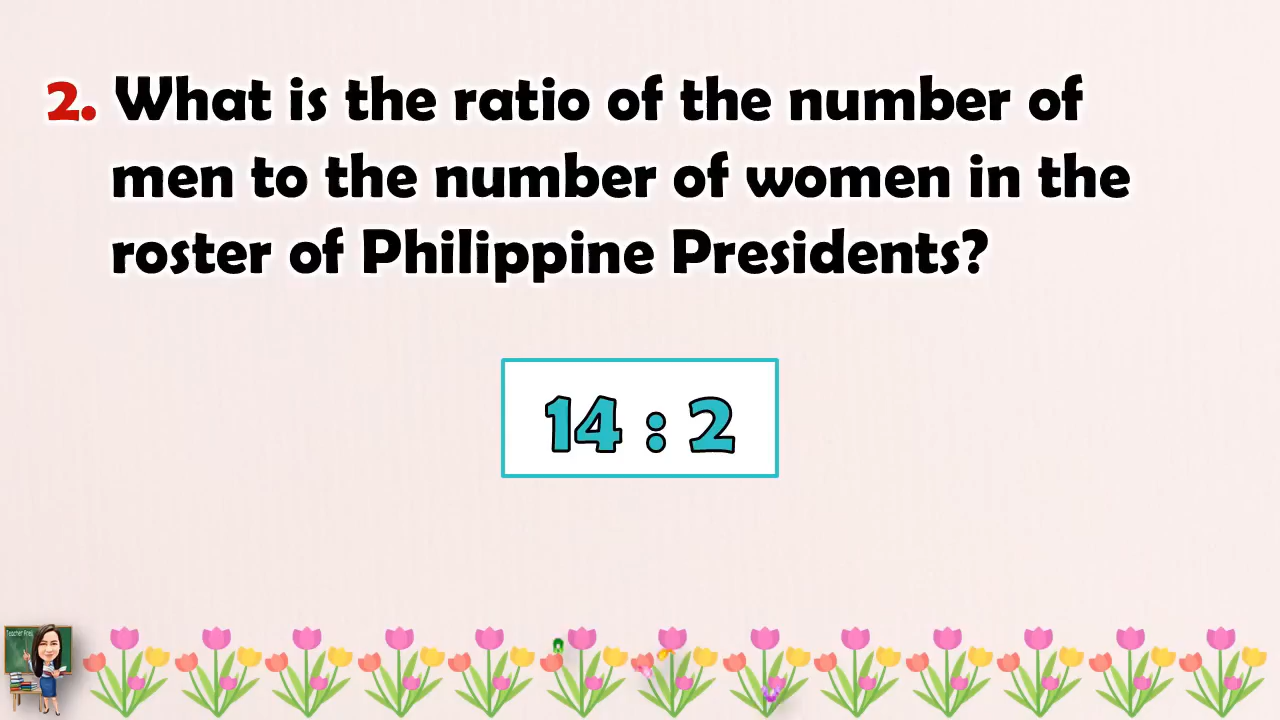 2. What is the ratio of the number of
men to the number of women in the
roster of Philippine Presidents?
14 : 2